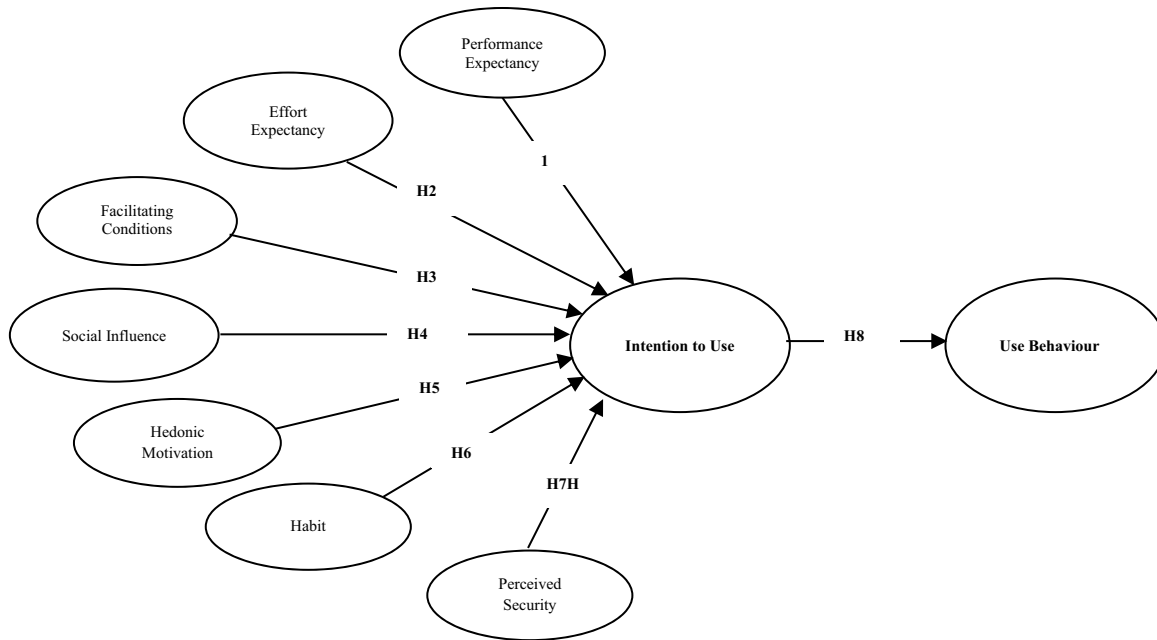 Performance
Expectancy
Effort
Expectancy
1
H2
Facilitating
Conditions
H3
Social Influence
H4
Intention to Use
H8
Use Behaviour
H5
Hedonic
Motivation
H6
H7H
Habit
Perceived
Security